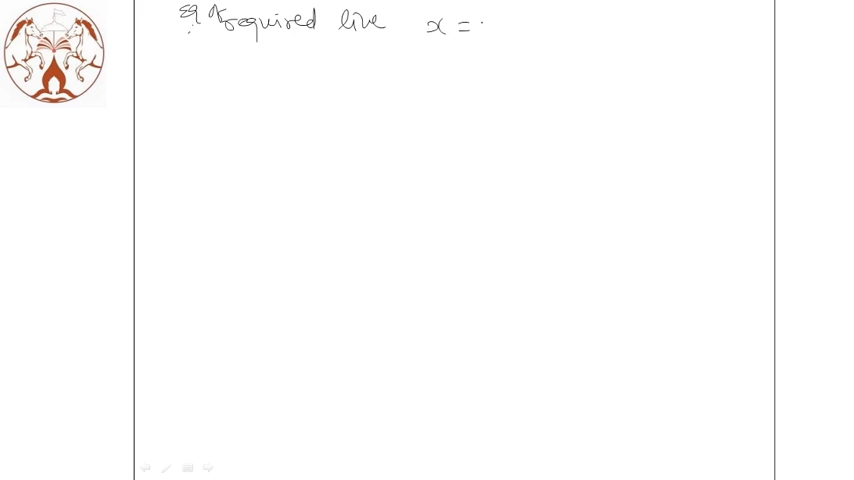 Eq of required line x =